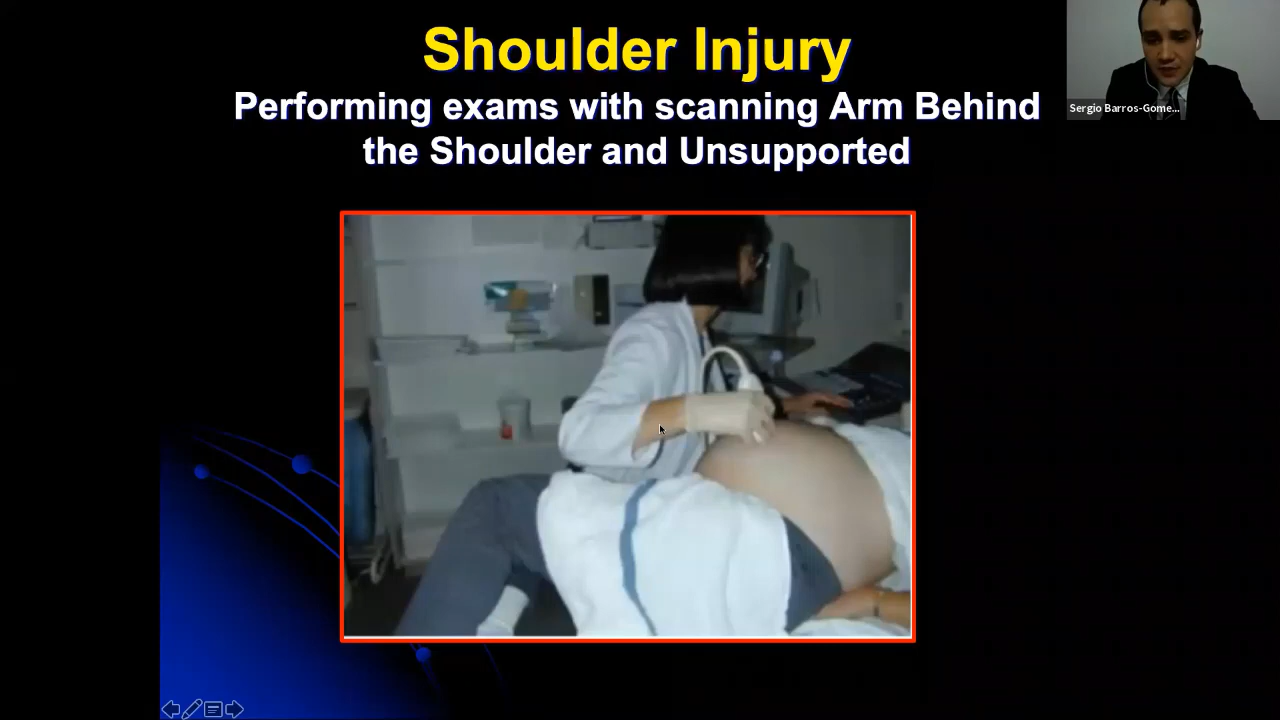 Shoulder Injury
Performing exams with scanning Arm Behind
the Shoulder and Unsupported
Sergio Barros-Gome...